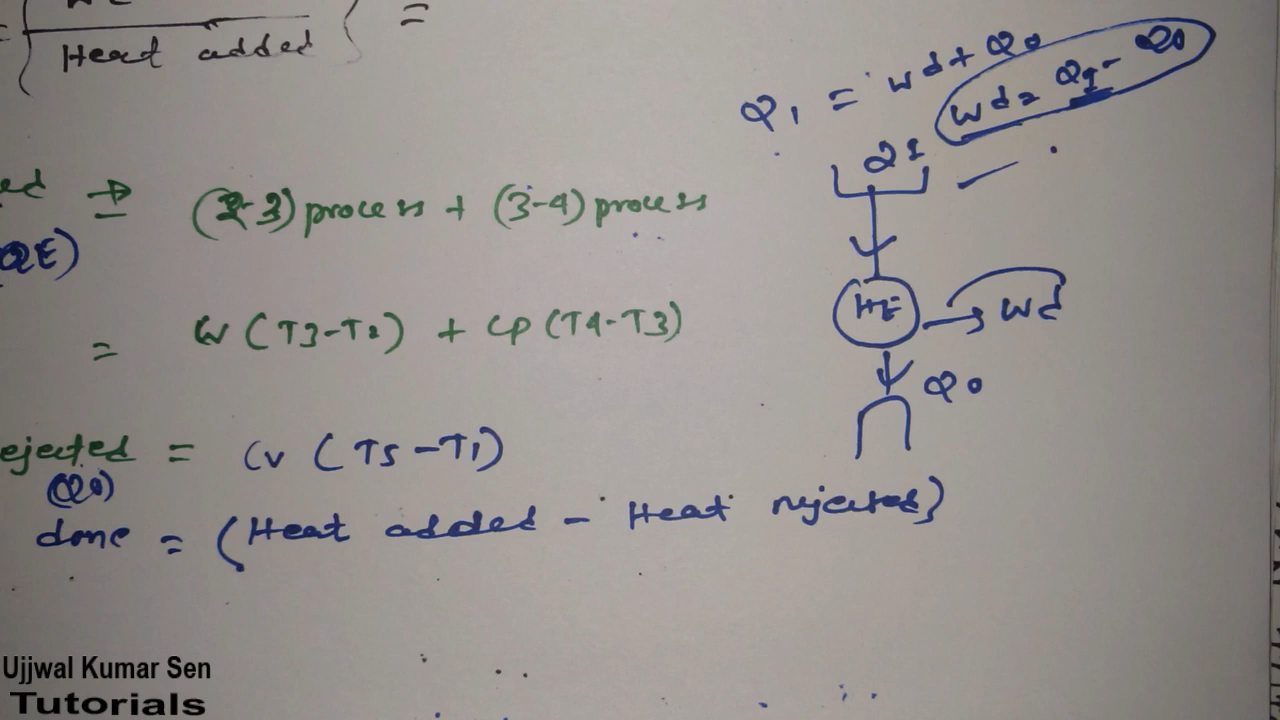 =
Heat added
Q1 = Wd + Q0
Wd = Q1 - Q0
Q1
ed ⇒ (2-3) process + (3-4) process
HE → Wd
= Cv (T3-T2) + Cp (T4-T3)
Q0
ejected = Cv (T5-T1)
(Q0)
done = (Heat added - Heat rejected)
Ujjwal Kumar Sen
Tutorials